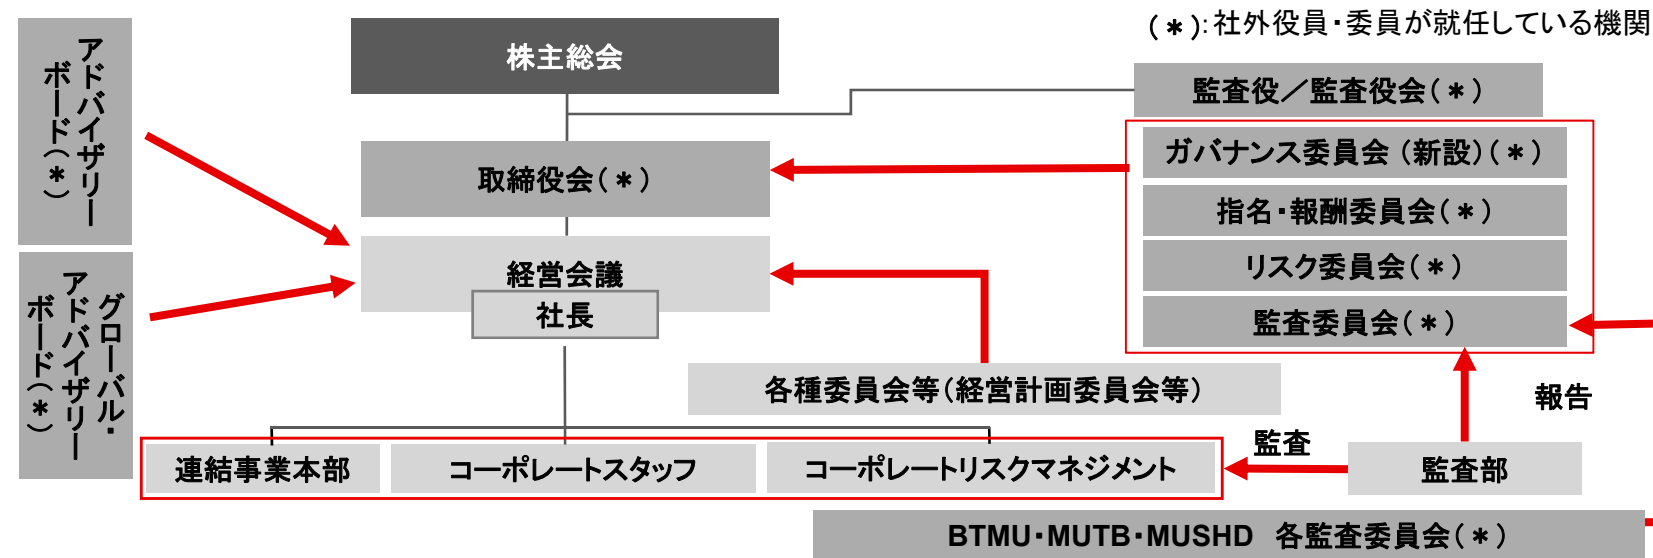 (＊):社外役員・委員が就任している機関
アドバイザリー
ボード(＊)
株主総会
監査役／監査役会(＊)
取締役会(＊)
ガバナンス委員会(新設)(＊)
指名・報酬委員会(＊)
リスク委員会(＊)
監査委員会(＊)
経営会議
社長
グローバル・
アドバイザリー
ボード(＊)
各種委員会等(経営計画委員会等)
報告
監査
連結事業本部
コーポレートスタッフ
コーポレートリスクマネジメント
監査部
BTMU・MUTB・MUSHD 各監査委員会(＊)